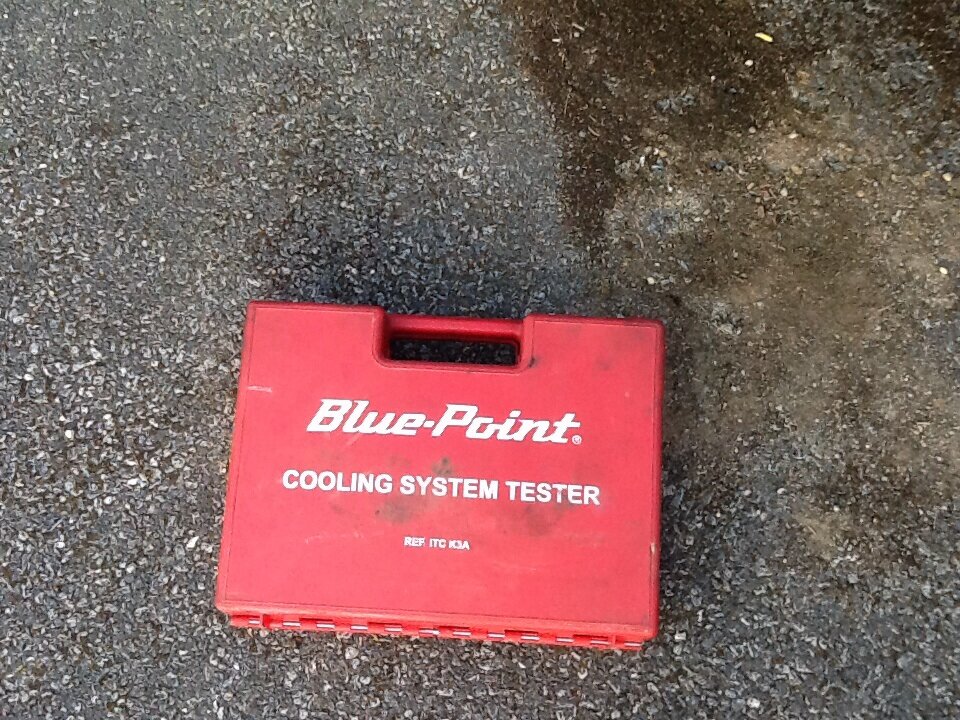 Blue-Point®
COOLING SYSTEM TESTER
REF. ITC K3A